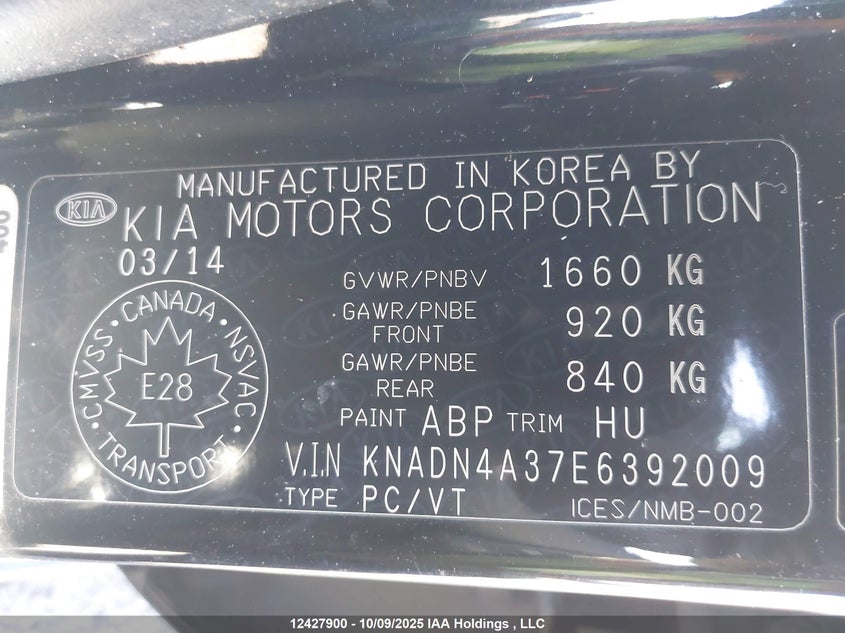 MANUFACTURED IN KOREA BY
KIA KIA MOTORS CORPORATION
03/14
GVWR/PNBV 1660 KG
GAWR/PNBE FRONT 920 KG
GAWR/PNBE REAR 840 KG
CMVSS · CANADA · NSVAC · TRANSPORT
E28
PAINT ABP TRIM HU
V.I.N KNADN4A37E6392009
TYPE PC/VT ICES/NMB-002
12427900 - 10/09/2025 IAA Holdings , LLC